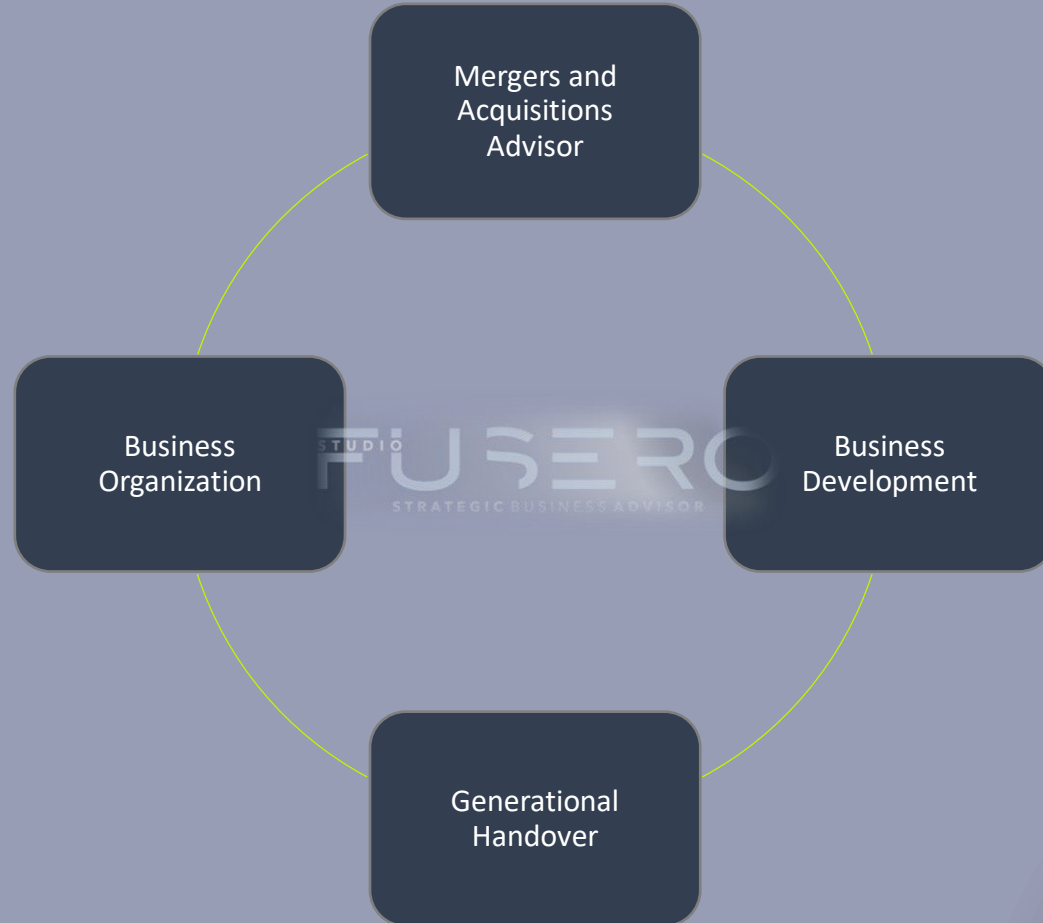 Mergers and
Acquisitions
Advisor
Business
Organization
STUDIO
FUSERO
STRATEGIC BUSINESS ADVISOR
Business
Development
Generational
Handover